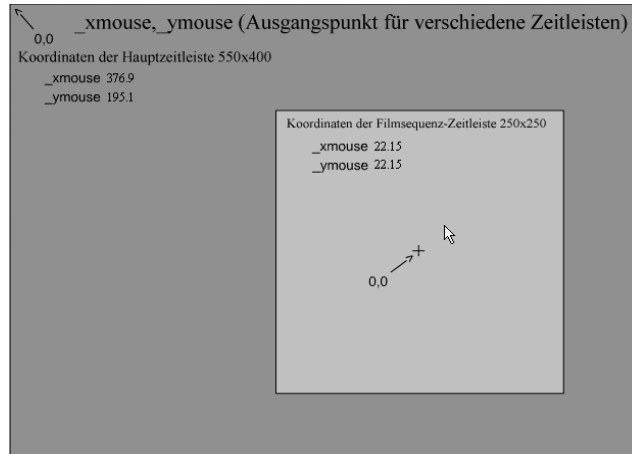 _xmouse,_ymouse (Ausgangspunkt für verschiedene Zeitleisten)
0,0
Koordinaten der Hauptzeitleiste 550x400
_xmouse 376.9
_ymouse 195.1
Koordinaten der Filmsequenz-Zeitleiste 250x250
_xmouse 22.15
_ymouse 22.15
0,0